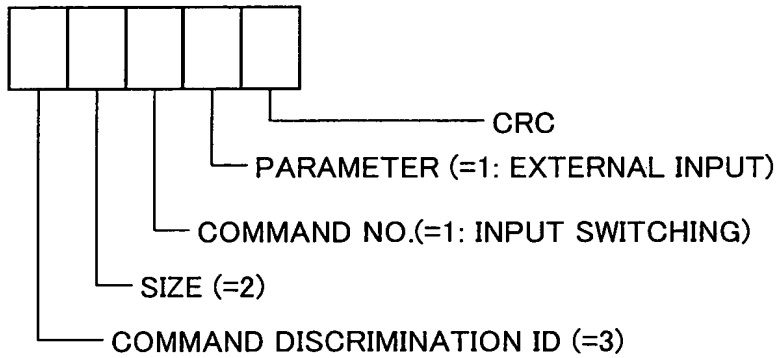 CRC
PARAMETER (=1: EXTERNAL INPUT)
COMMAND NO.(=1: INPUT SWITCHING)
SIZE (=2)
COMMAND DISCRIMINATION ID (=3)